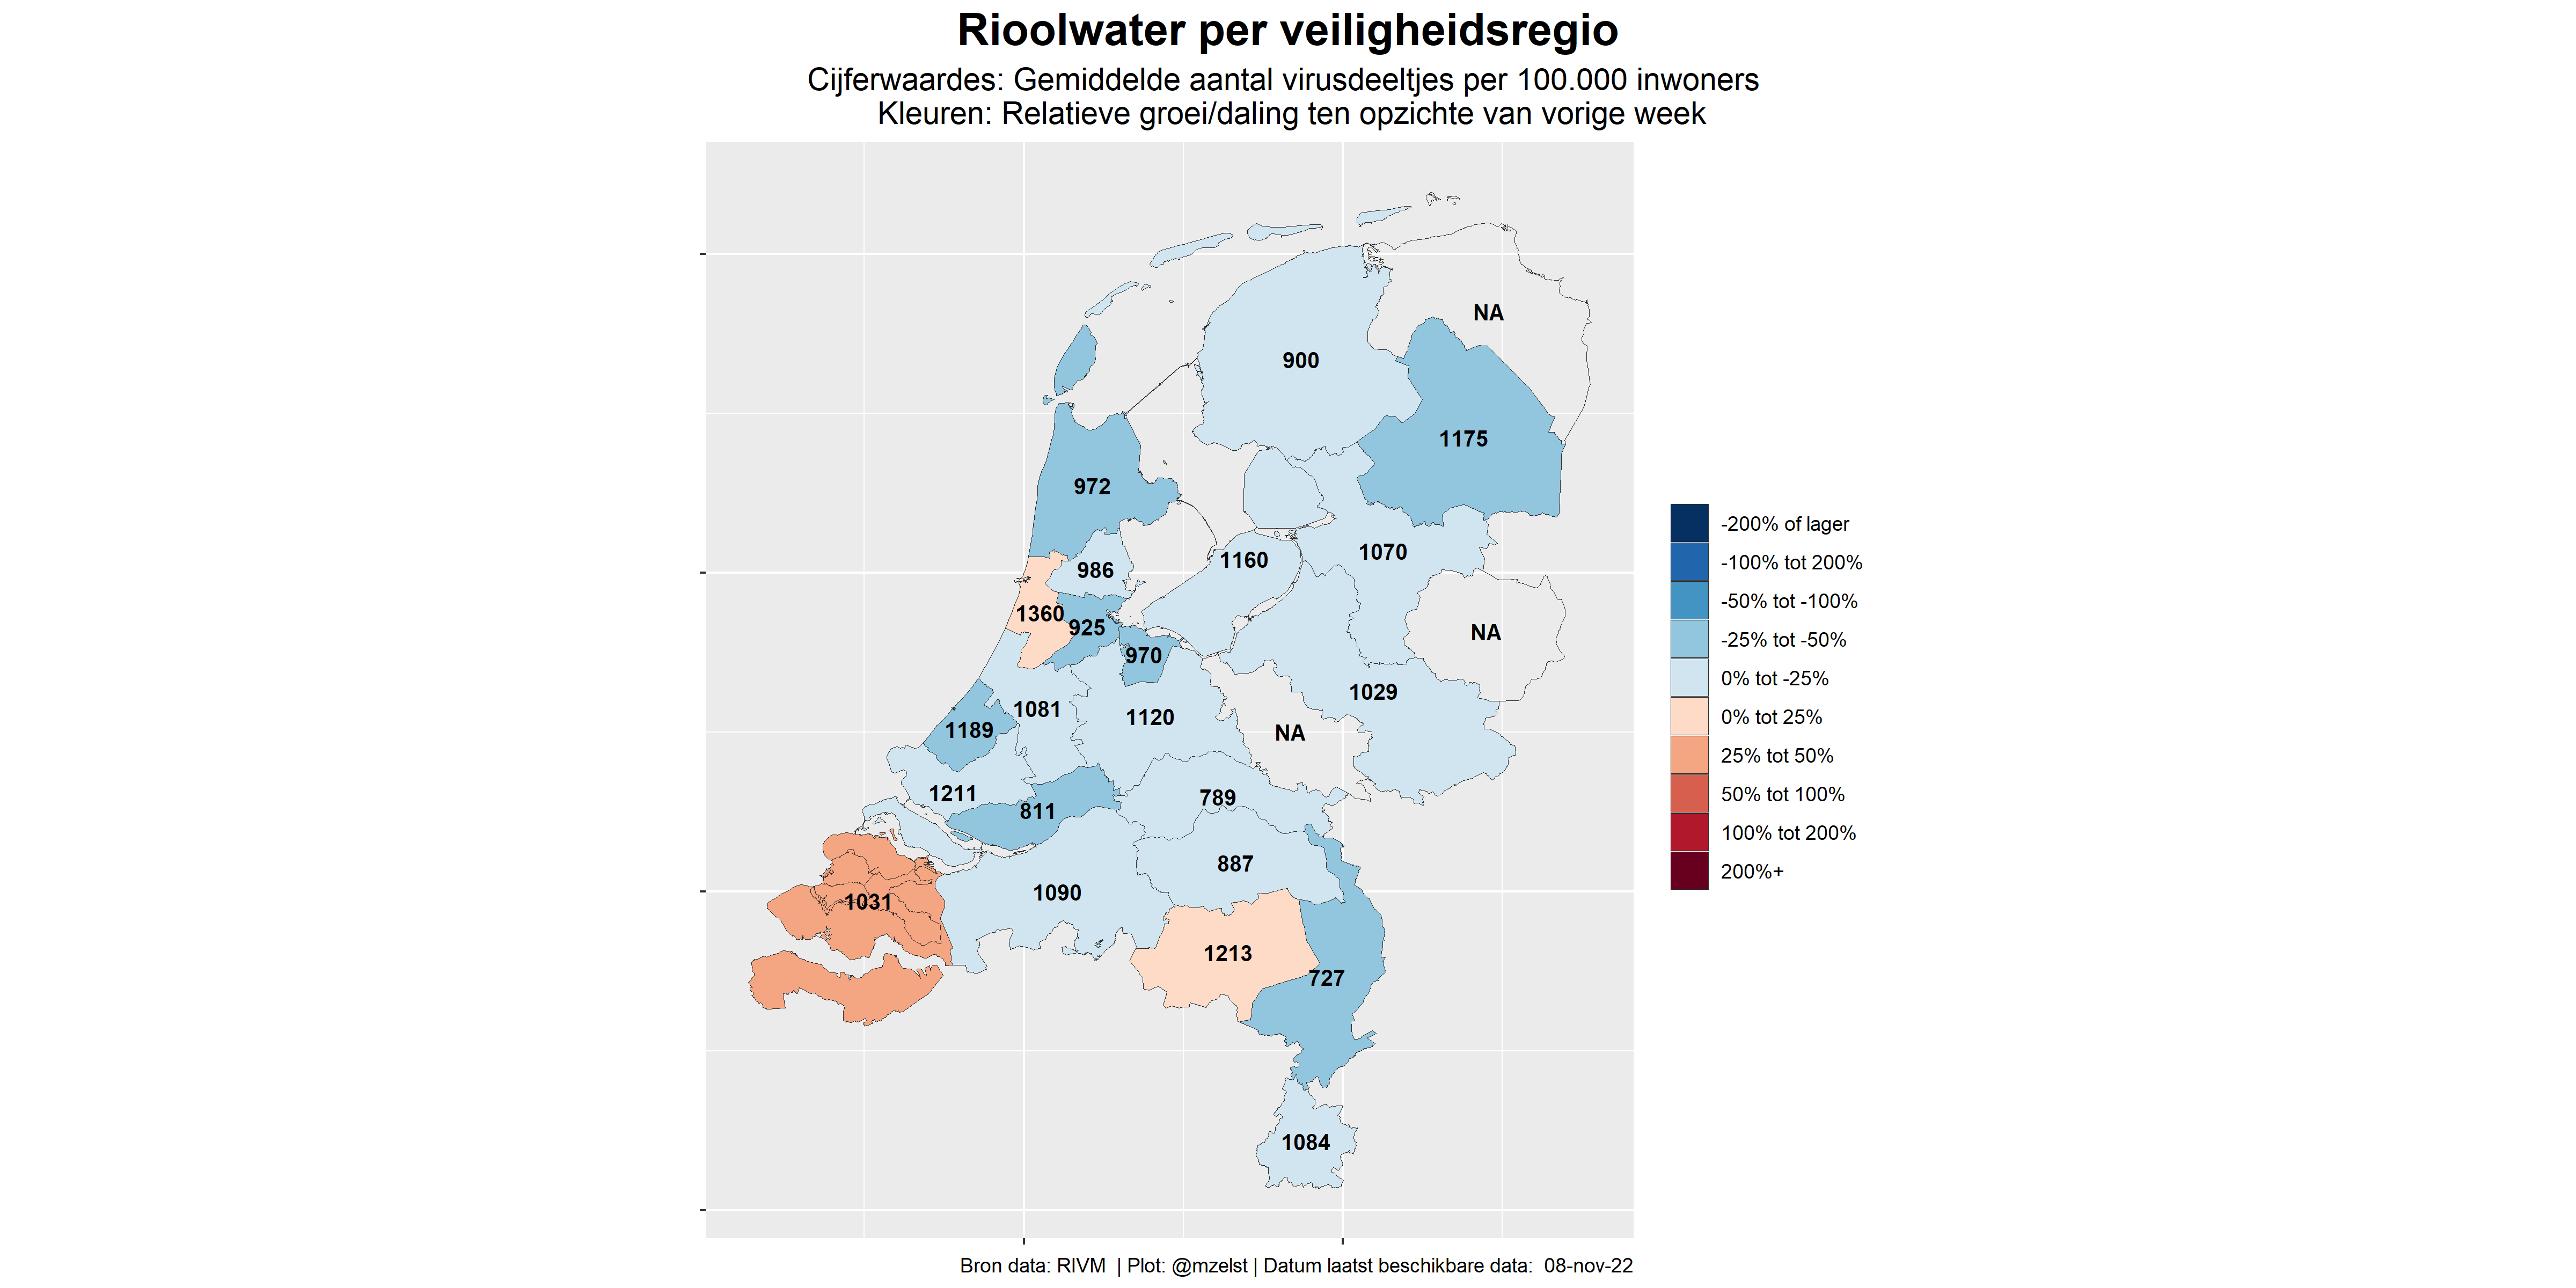 Rioolwater per veiligheidsregio
Cijferwaardes: Gemiddelde aantal virusdeeltjes per 100.000 inwoners
Kleuren: Relatieve groei/daling ten opzichte van vorige week
NA
900
1175
972
1070
1160
986
1360
925
NA
970
1029
1081
1120
1189
NA
1211
789
811
887
1090
1031
1213
727
1084
-200% of lager
-100% tot 200%
-50% tot -100%
-25% tot -50%
0% tot -25%
0% tot 25%
25% tot 50%
50% tot 100%
100% tot 200%
200%+
Bron data: RIVM | Plot: @mzelst | Datum laatst beschikbare data: 08-nov-22